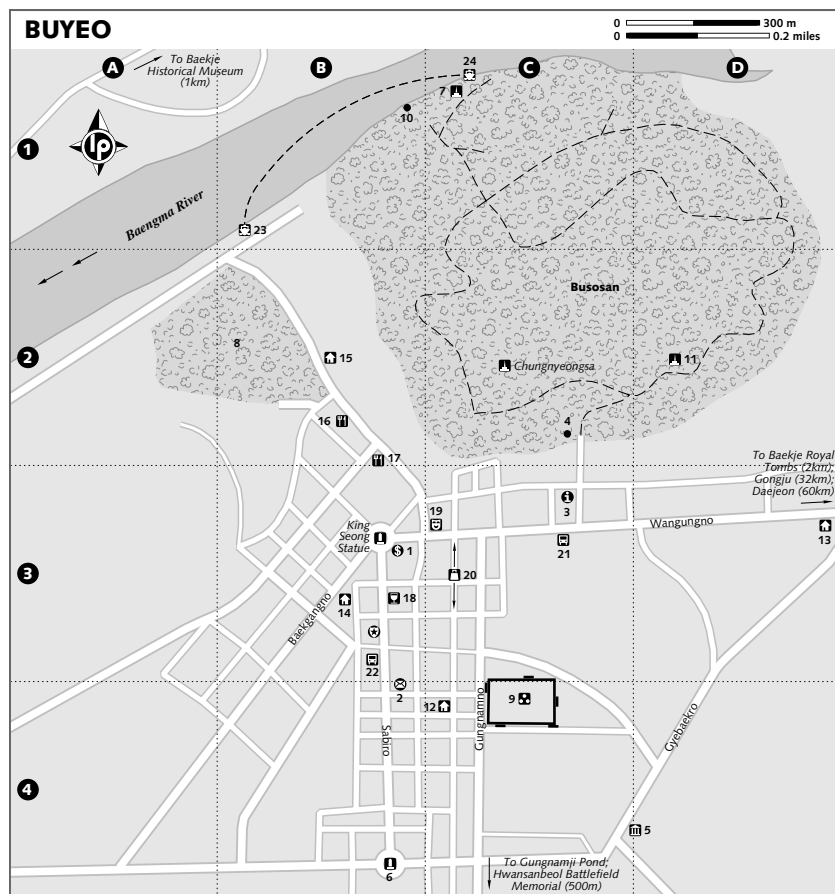 BUYEO
0 300 m
0 0.2 miles
A
B
C
D
To Baekje
Historical Museum
(1km)
24
7
10
1
lp
Baengma River
23
Busosan
2
8
15
Chungnyeongsa
11
16
4
17
To Baekje Royal
Tombs (2km);
Gongju (32km);
Daejeon (60km)
King
Seong
Statue
19
3
Wangungno
1
21
13
3
20
Baekgangno
14
18
22
2
12
9
Sabiro
Gungnamno
Gyebaekro
4
5
6
To Gungnamji Pond;
Hwansanbeol Battlefield
Memorial (500m)